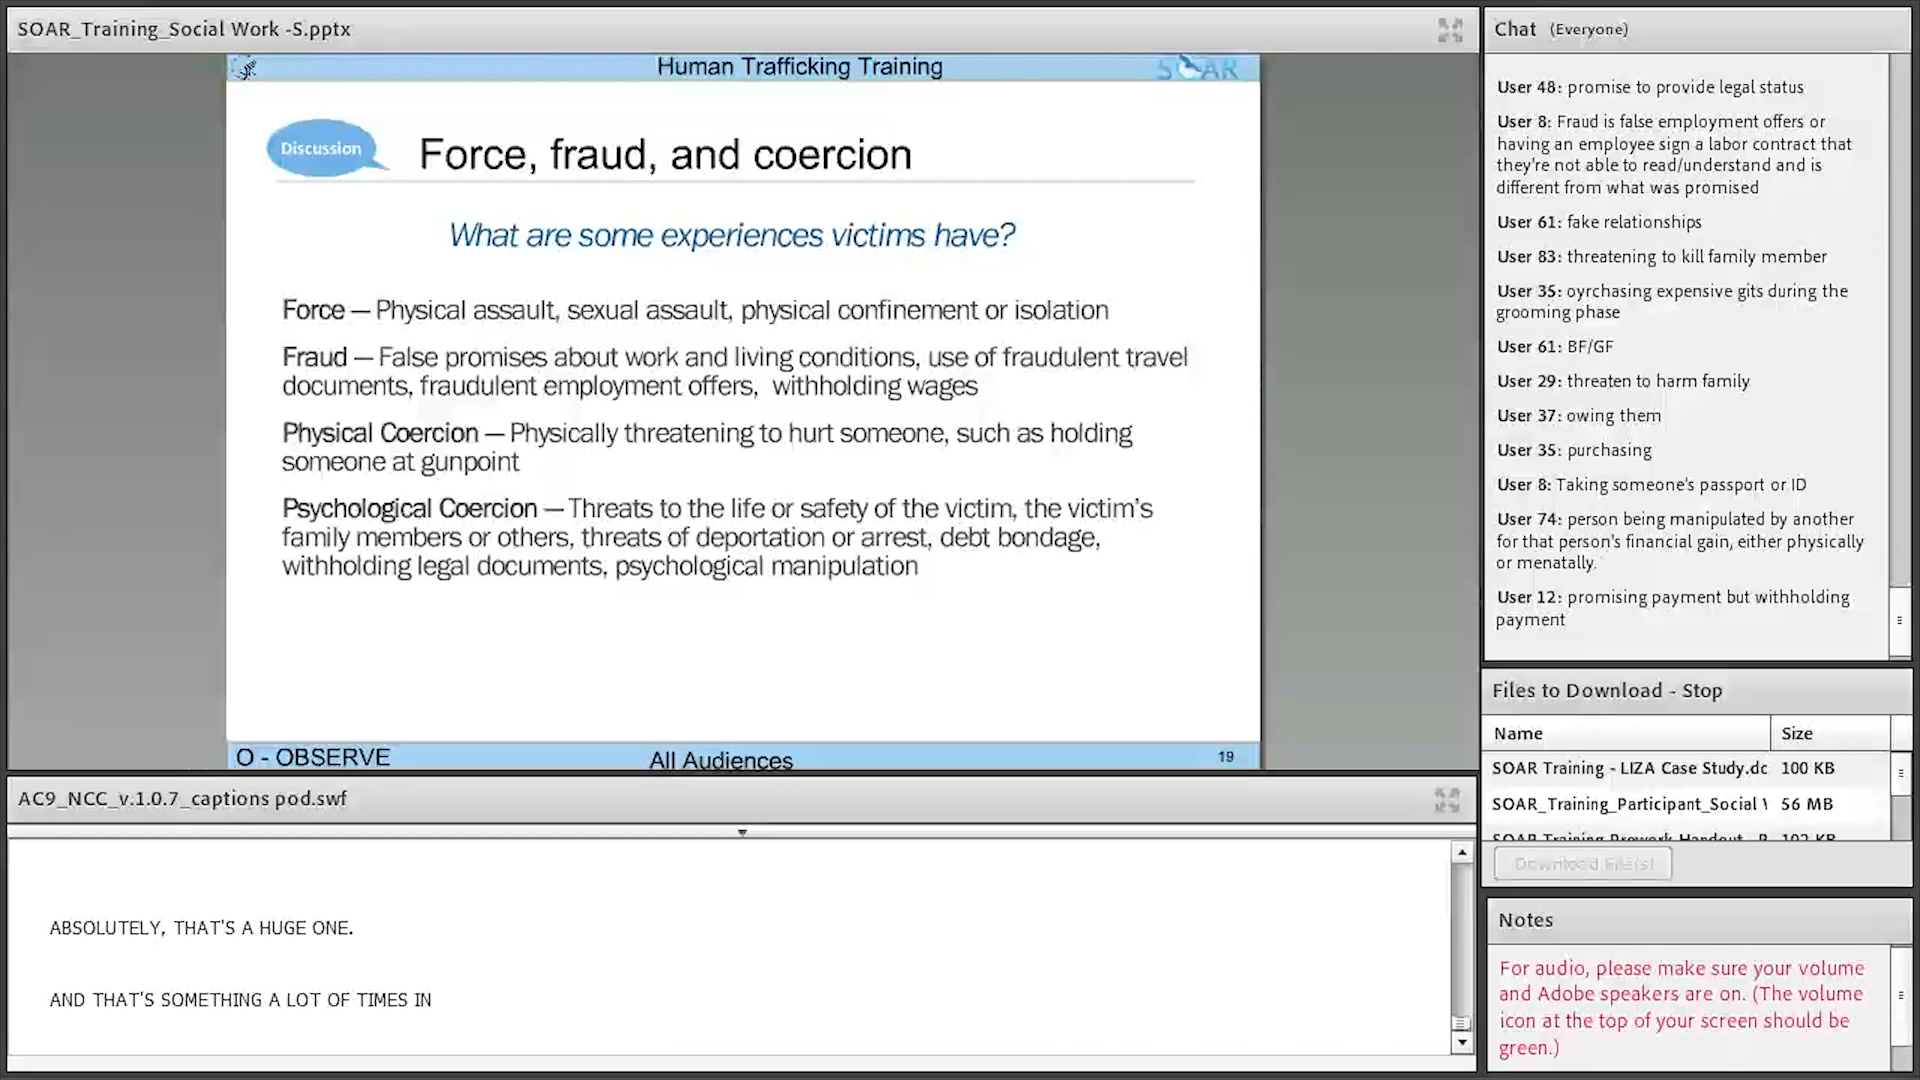 SOAR_Training_Social Work -S.pptx
Human Trafficking Training
SOAR
Discussion
Force, fraud, and coercion
What are some experiences victims have?
Force — Physical assault, sexual assault, physical confinement or isolation
Fraud — False promises about work and living conditions, use of fraudulent travel
documents, fraudulent employment offers, withholding wages
Physical Coercion — Physically threatening to hurt someone, such as holding
someone at gunpoint
Psychological Coercion — Threats to the life or safety of the victim, the victim's
family members or others, threats of deportation or arrest, debt bondage,
withholding legal documents, psychological manipulation
O - OBSERVE
All Audiences
19
AC9_NCC_v.1.0.7_captions pod.swf
ABSOLUTELY, THAT'S A HUGE ONE.
AND THAT'S SOMETHING A LOT OF TIMES IN
Chat (Everyone)
User 48: promise to provide legal status
User 8: Fraud is false employment offers or
having an employee sign a labor contract that
they're not able to read/understand and is
different from what was promised
User 61: fake relationships
User 83: threatening to kill family member
User 35: oyrchasing expensive gits during the
grooming phase
User 61: BF/GF
User 29: threaten to harm family
User 37: owing them
User 35: purchasing
User 8: Taking someone's passport or ID
User 74: person being manipulated by another
for that person's financial gain, either physically
or menatally.
User 12: promising payment but withholding
payment
Files to Download - Stop
Name Size
SOAR Training - LIZA Case Study.dc 100 KB
SOAR_Training_Participant_Social 56 MB
SOAR Training Prework Handout 102 KB
Download File(s)
Notes
For audio, please make sure your volume
and Adobe speakers are on. (The volume
icon at the top of your screen should be
green.)